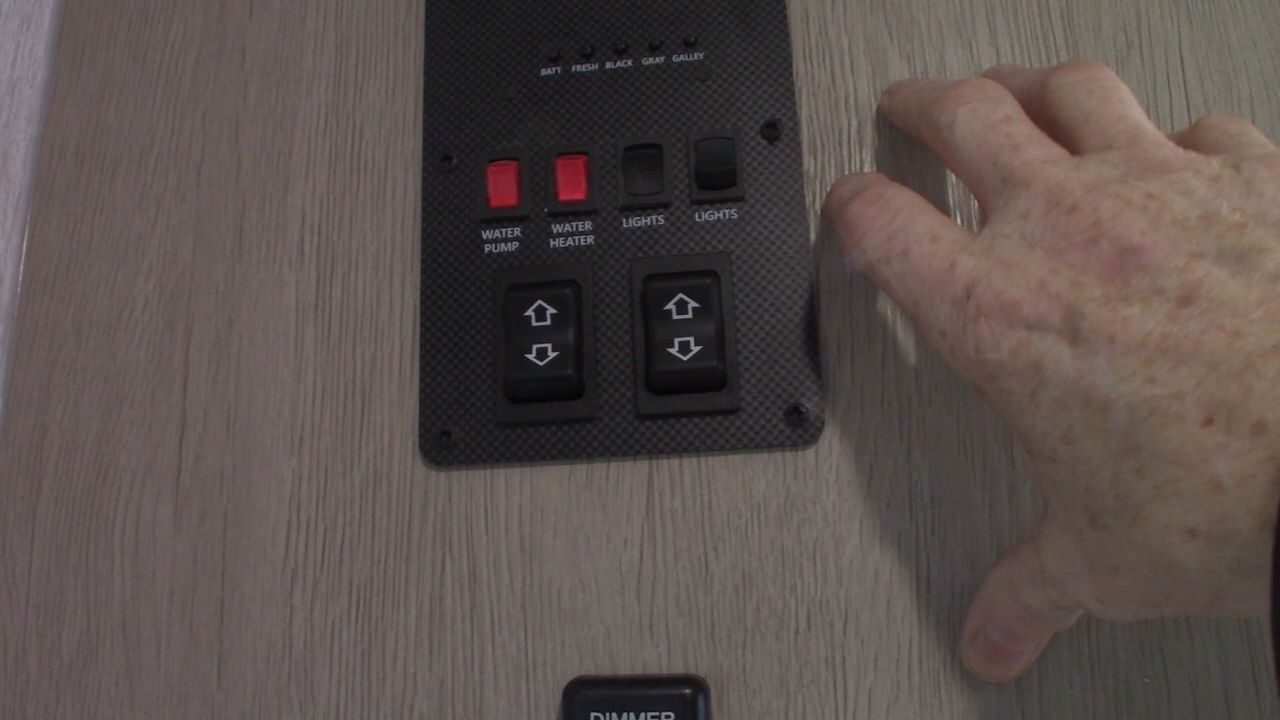 BATT FRESH BLACK GRAY GALLEY
WATER PUMP
WATER HEATER
LIGHTS
LIGHTS
DIMMER